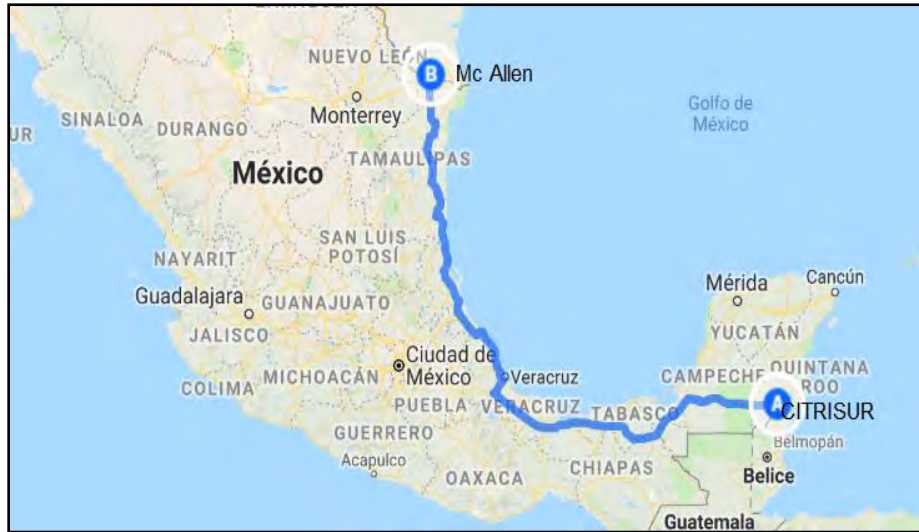 NUEVO LEÓN
B
Mc Allen
Monterrey
Golfo de
México
SINALOA
DURANGO
UR
TAMAULIPAS
México
SAN LUIS
POTOSÍ
NAYARIT
Guadalajara
GUANAJUATO
JALISCO
Mérida
Cancún
YUCATÁN
Ciudad de
México
COLIMA
MICHOACÁN
Veracruz
CAMPECHE
QUINTANA
ROO
PUEBLA
VERACRUZ
TABASCO
A
CITRISUR
GUERRERO
Belmopán
Acapulco
OAXACA
CHIAPAS
Belice
Guatemala